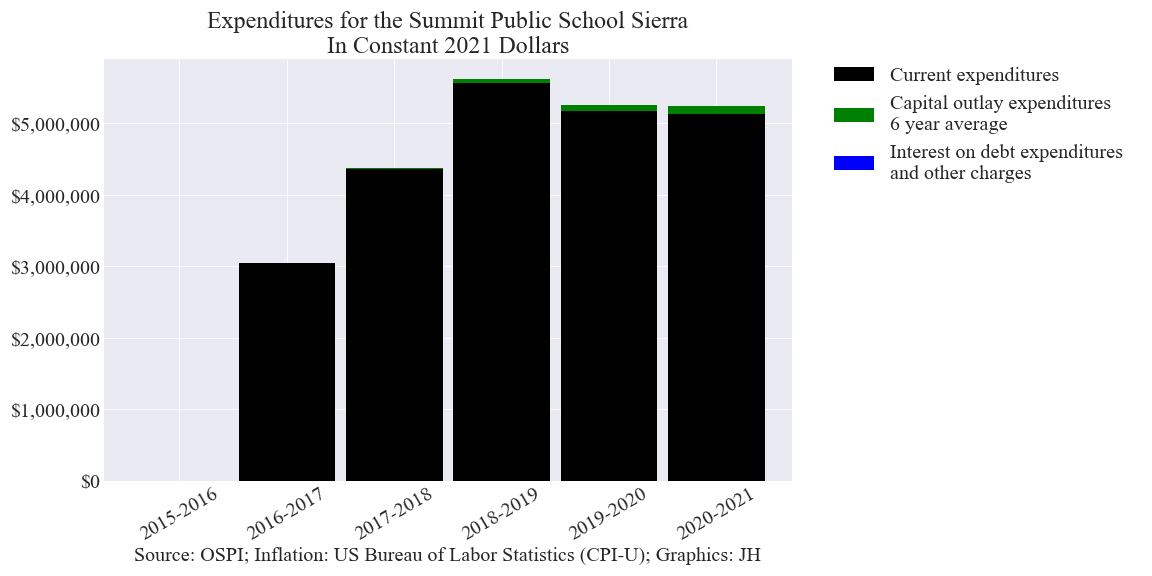 Expenditures for the Summit Public School Sierra
In Constant 2021 Dollars
Current expenditures
Capital outlay expenditures
6 year average
Interest on debt expenditures
and other charges
$5,000,000
$4,000,000
$3,000,000
$2,000,000
$1,000,000
$0
2015-2016
2016-2017
2017-2018
2018-2019
2019-2020
2020-2021
Source: OSPI; Inflation: US Bureau of Labor Statistics (CPI-U); Graphics: JH